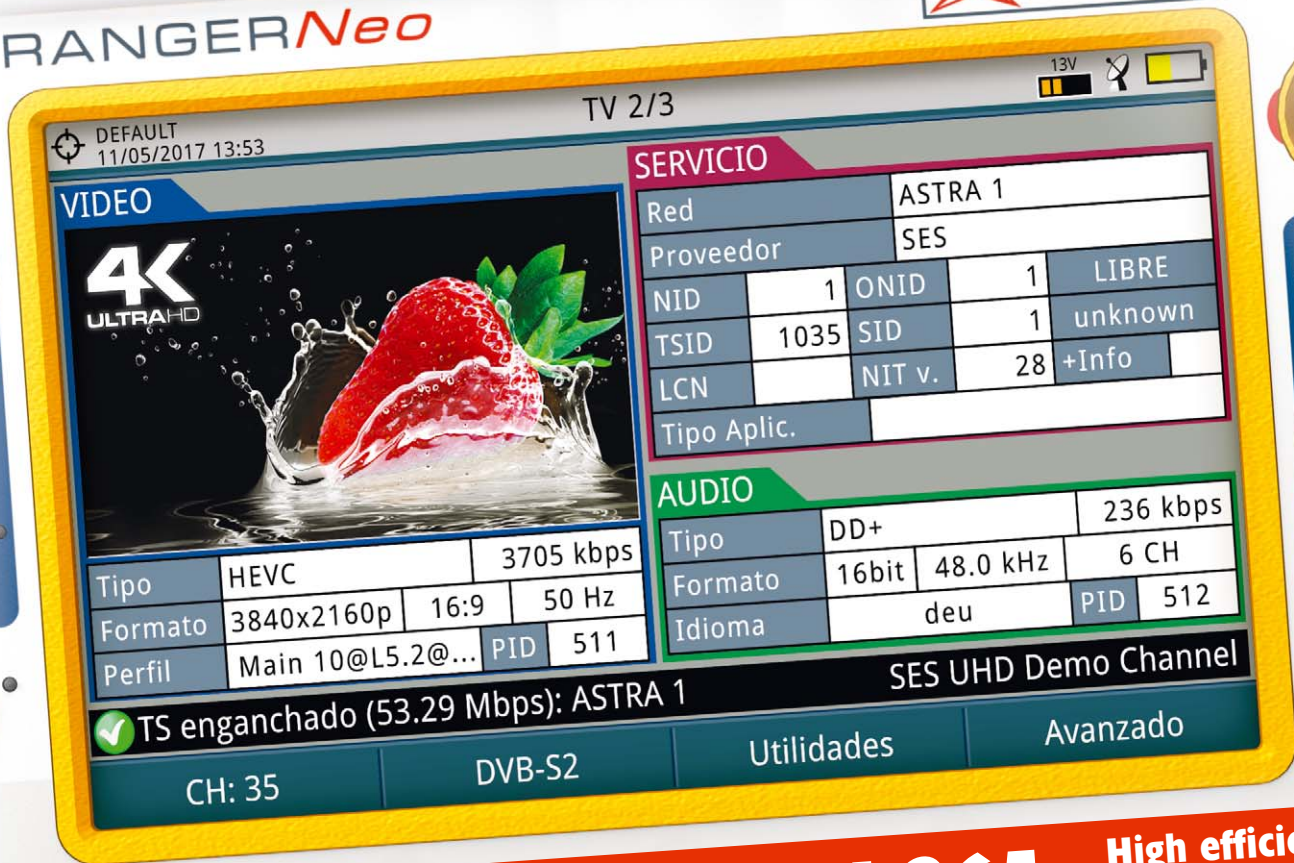 RANGERNeo
DEFAULT
11/05/2017 13:53
TV 2/3
13V
VIDEO
4K
ULTRAHD
Tipo HEVC 3705 kbps
Formato 3840x2160p 16:9 50 Hz
Perfil Main 10@L5.2@... PID 511
SERVICIO
Red ASTRA 1
Proveedor SES
NID 1 ONID 1 LIBRE
TSID 1035 SID 1 unknown
LCN NIT v. 28 +Info
Tipo Aplic.
AUDIO
Tipo DD+ 236 kbps
Formato 16bit 48.0 kHz 6 CH
Idioma deu PID 512
TS enganchado (53.29 Mbps): ASTRA 1 SES UHD Demo Channel
CH: 35 DVB-S2 Utilidades Avanzado
High